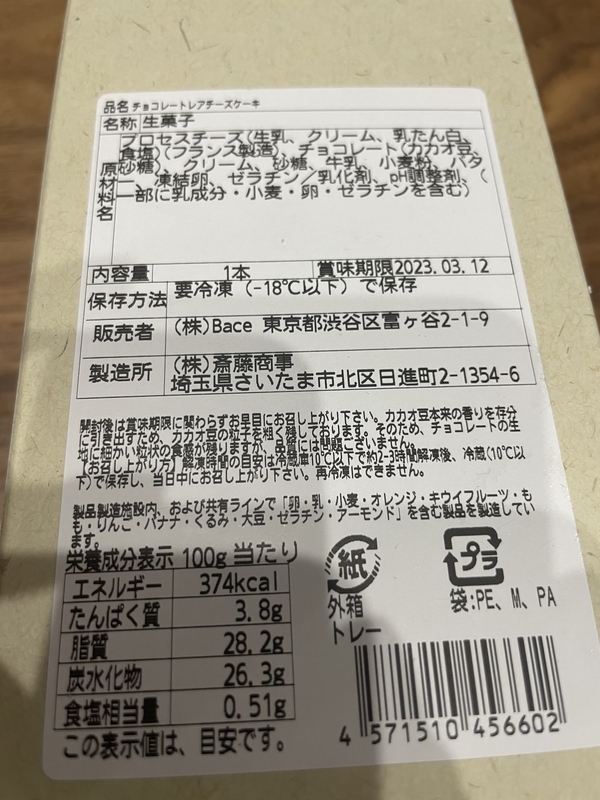 品名 チョコレートレアチーズケーキ
名称 生菓子
原材料名
プロセスチーズ(生乳、クリーム、乳たん白、
食塩)(フランス製造)、チョコレート(カカオ豆、
砂糖)、クリーム、砂糖、牛乳、小麦粉、バタ
ー、凍結卵、ゼラチン/乳化剤、pH調整剤、(
一部に乳成分・小麦・卵・ゼラチンを含む)
内容量 1本 賞味期限2023.03.12
保存方法 要冷凍(-18℃以下)で保存
販売者 (株)Bace 東京都渋谷区富ヶ谷2-1-9
製造所 (株)斎藤商事
埼玉県さいたま市北区日進町2-1354-6
開封後は賞味期限に関わらずお早目にお召し上がり下さい。カカオ豆本来の香りを存分
に引き出すため、カカオ豆の粒子を粗く残しております。そのため、チョコレートの生
地に細かい粒状の食感が残りますが、品質には問題ございません。
【お召し上がり方】解凍時間の目安は冷蔵庫10℃以下で約2-3時間解凍後、冷蔵(10℃以
下)で保存し、当日中にお召し上がり下さい。再冷凍はできません。
製品製造施設内、および共有ラインで「卵・乳・小麦・オレンジ・キウイフルーツ・も
も・りんご・バナナ・くるみ・大豆・ゼラチン・アーモンド」を含む製品を製造してい
ます。
栄養成分表示 100g 当たり
エネルギー 374kcal
たんぱく質 3.8g
脂質 28.2g
炭水化物 26.3g
食塩相当量 0.51g
この表示値は、目安です。
紙
外箱
トレー
プラ
袋:PE、M、PA
4 571510 456602